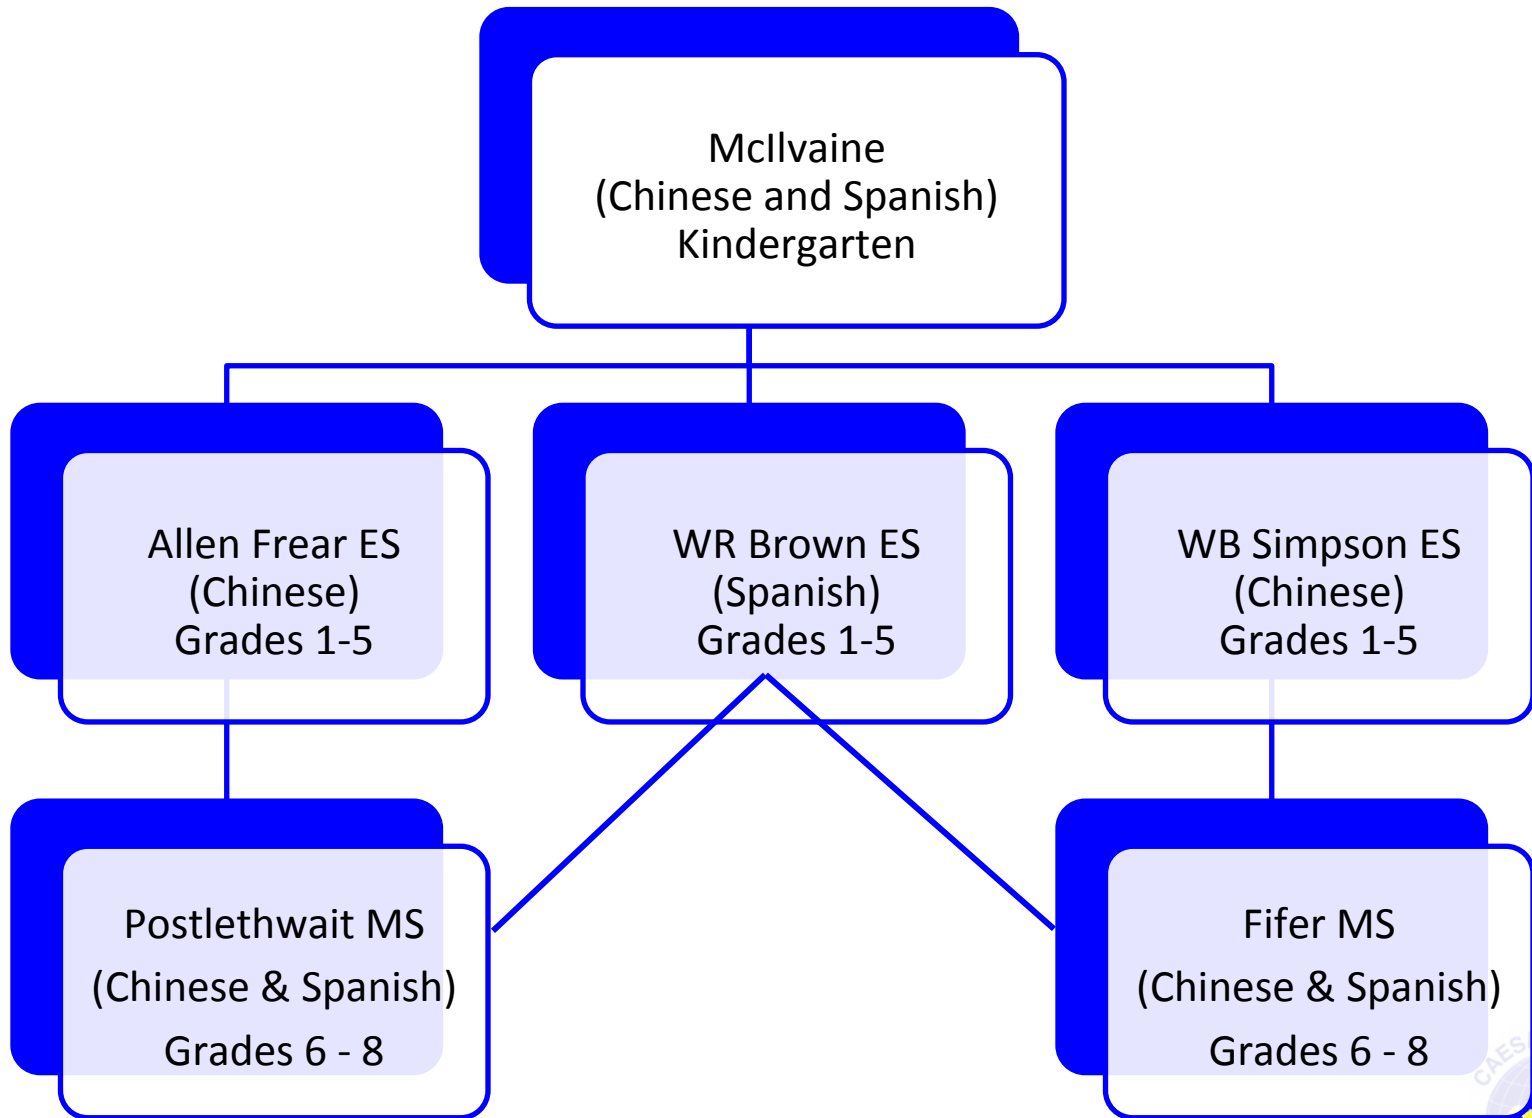 McIlvaine
(Chinese and Spanish)
Kindergarten
Allen Frear ES
(Chinese)
Grades 1-5
WR Brown ES
(Spanish)
Grades 1-5
WB Simpson ES
(Chinese)
Grades 1-5
Postlethwait MS
(Chinese & Spanish)
Grades 6 - 8
Fifer MS
(Chinese & Spanish)
Grades 6 - 8